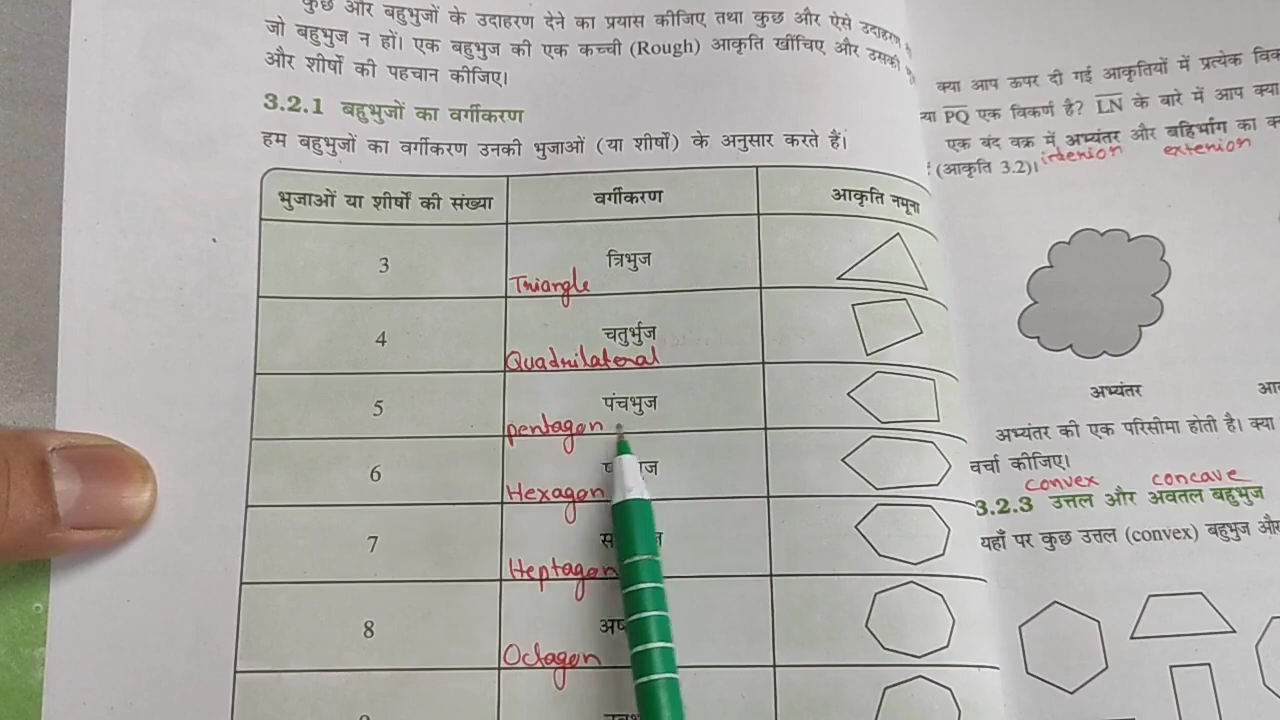 कुछ और बहुभुजों के उदाहरण देने का प्रयास कीजिए तथा कुछ और ऐसे उदाहरण
जो बहुभुज न हों। एक बहुभुज की एक कच्ची (Rough) आकृति खींचिए और उसकी
और शीर्षों की पहचान कीजिए।
3.2.1 बहुभुजों का वर्गीकरण
हम बहुभुजों का वर्गीकरण उनकी भुजाओं (या शीर्षों) के अनुसार करते हैं।
भुजाओं या शीर्षों की संख्या वर्गीकरण आकृति नमूना
3 त्रिभुज
Triangle
4 चतुर्भुज
Quadrilateral
5 पंचभुज
pentagon
6
Hexagon
7
Heptagon
8
Octagon
क्या आप ऊपर दी गई आकृतियों में प्रत्येक
PQ एक विकर्ण है? LN के बारे में आप क्या
एक बंद वक्र में अभ्यंतर और बहिर्भाग का
interior exterior
(आकृति 3.2)।
अभ्यंतर
अभ्यंतर की एक परिसीमा होती है। क्या
चर्चा कीजिए।
convex concave
3.2.3 उत्तल और अवतल बहुभुज
यहाँ पर कुछ उत्तल (convex) बहुभुज और